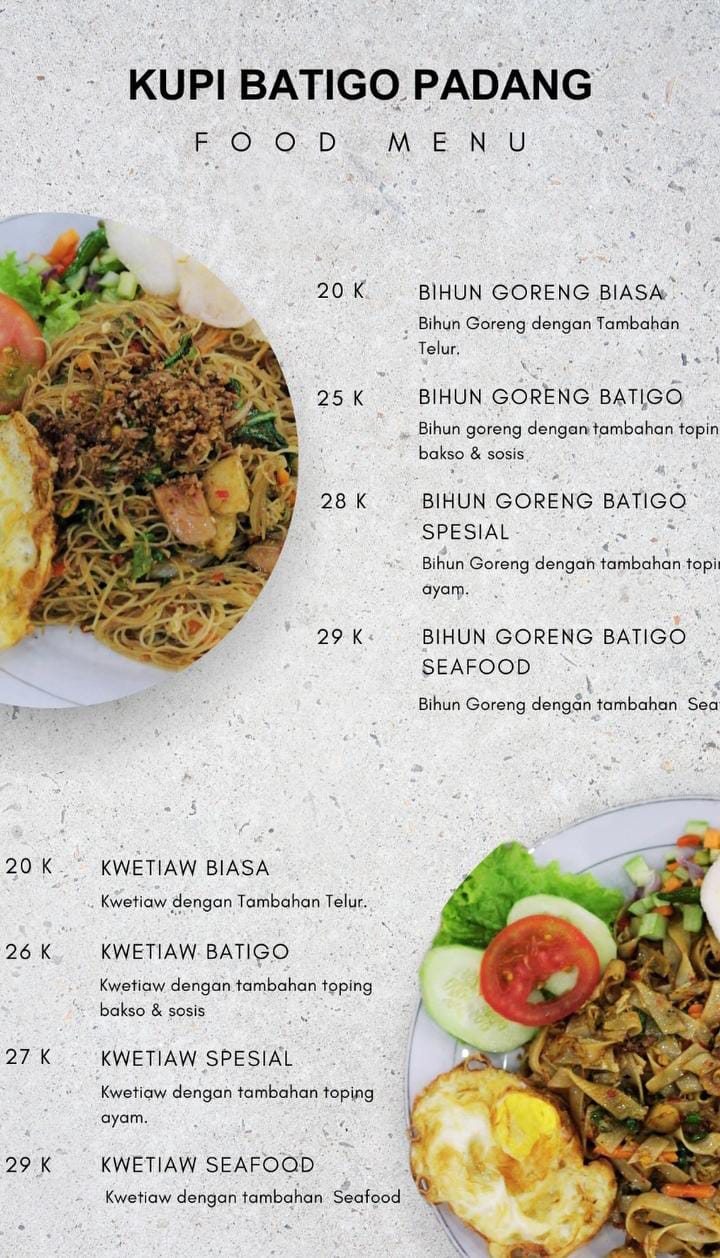 KUPI BATIGO PADANG
FOOD MENU
20 K
BIHUN GORENG BIASA
Bihun Goreng dengan Tambahan
Telur.
25 K
BIHUN GORENG BATIGO
Bihun goreng dengan tambahan topin
bakso & sosis
28 K
BIHUN GORENG BATIGO
SPESIAL
Bihun Goreng dengan tambahan
ayam.
29 K
BIHUN GORENG BATIGO
SEAFOOD
Bihun Goreng dengan tambahan
20 K
KWETIAW BIASA
Kwetiaw dengan Tambahan Telur.
26 K
KWETIAW BATIGO
Kwetiaw dengan tambahan toping
bakso & sosis
27 K
KWETIAW SPESIAL
Kwetiaw dengan tambahan toping
ayam.
29 K
KWETIAW SEAFOOD
Kwetiaw dengan tambahan Seafood